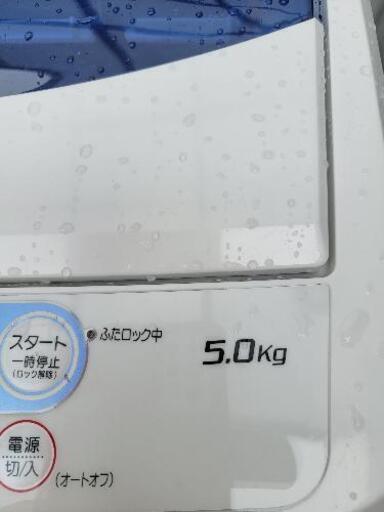 ふたロック中
5.0Kg
スタート
一時停止
(ロック解除)
電源
切/入
(オートオフ)